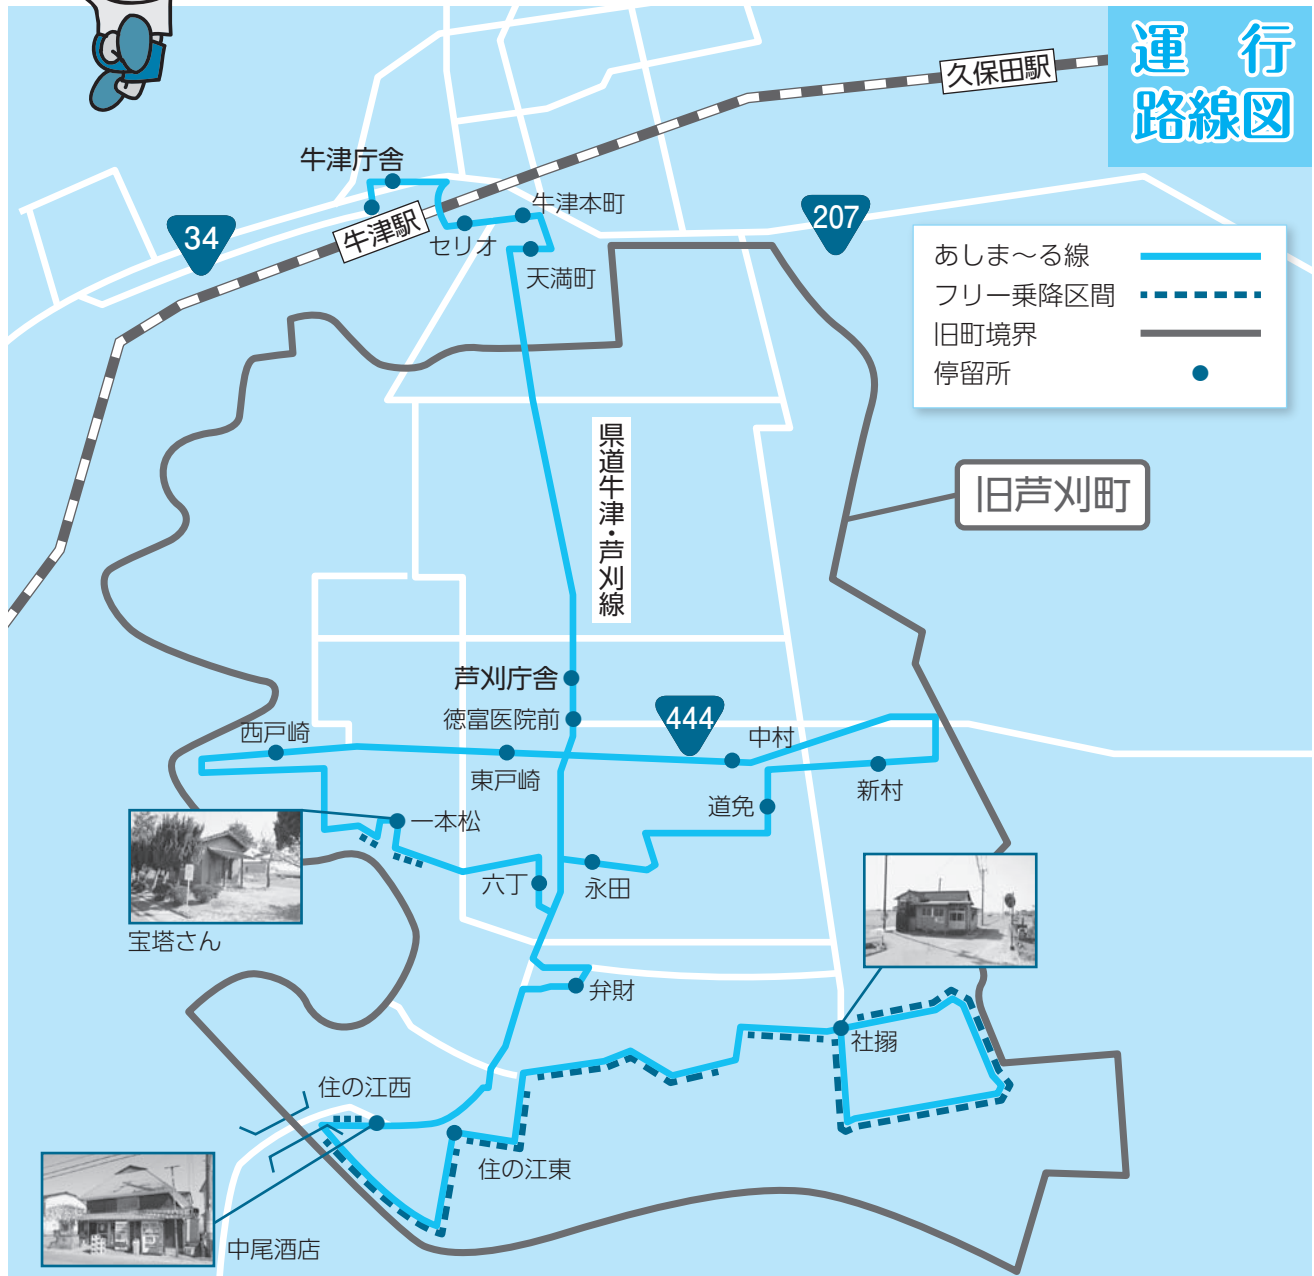 運行
路線図
久保田駅
牛津庁舎
牛津本町
207
34
牛津駅
セリオ
天満町
あしま〜る線
フリー乗降区間
旧町境界
停留所
県道牛津・芦刈線
旧芦刈町
芦刈庁舎
徳富医院前
444
西戸崎
中村
東戸崎
新村
道免
一本松
六丁
永田
宝塔さん
弁財
社搦
住の江西
住の江東
中尾酒店